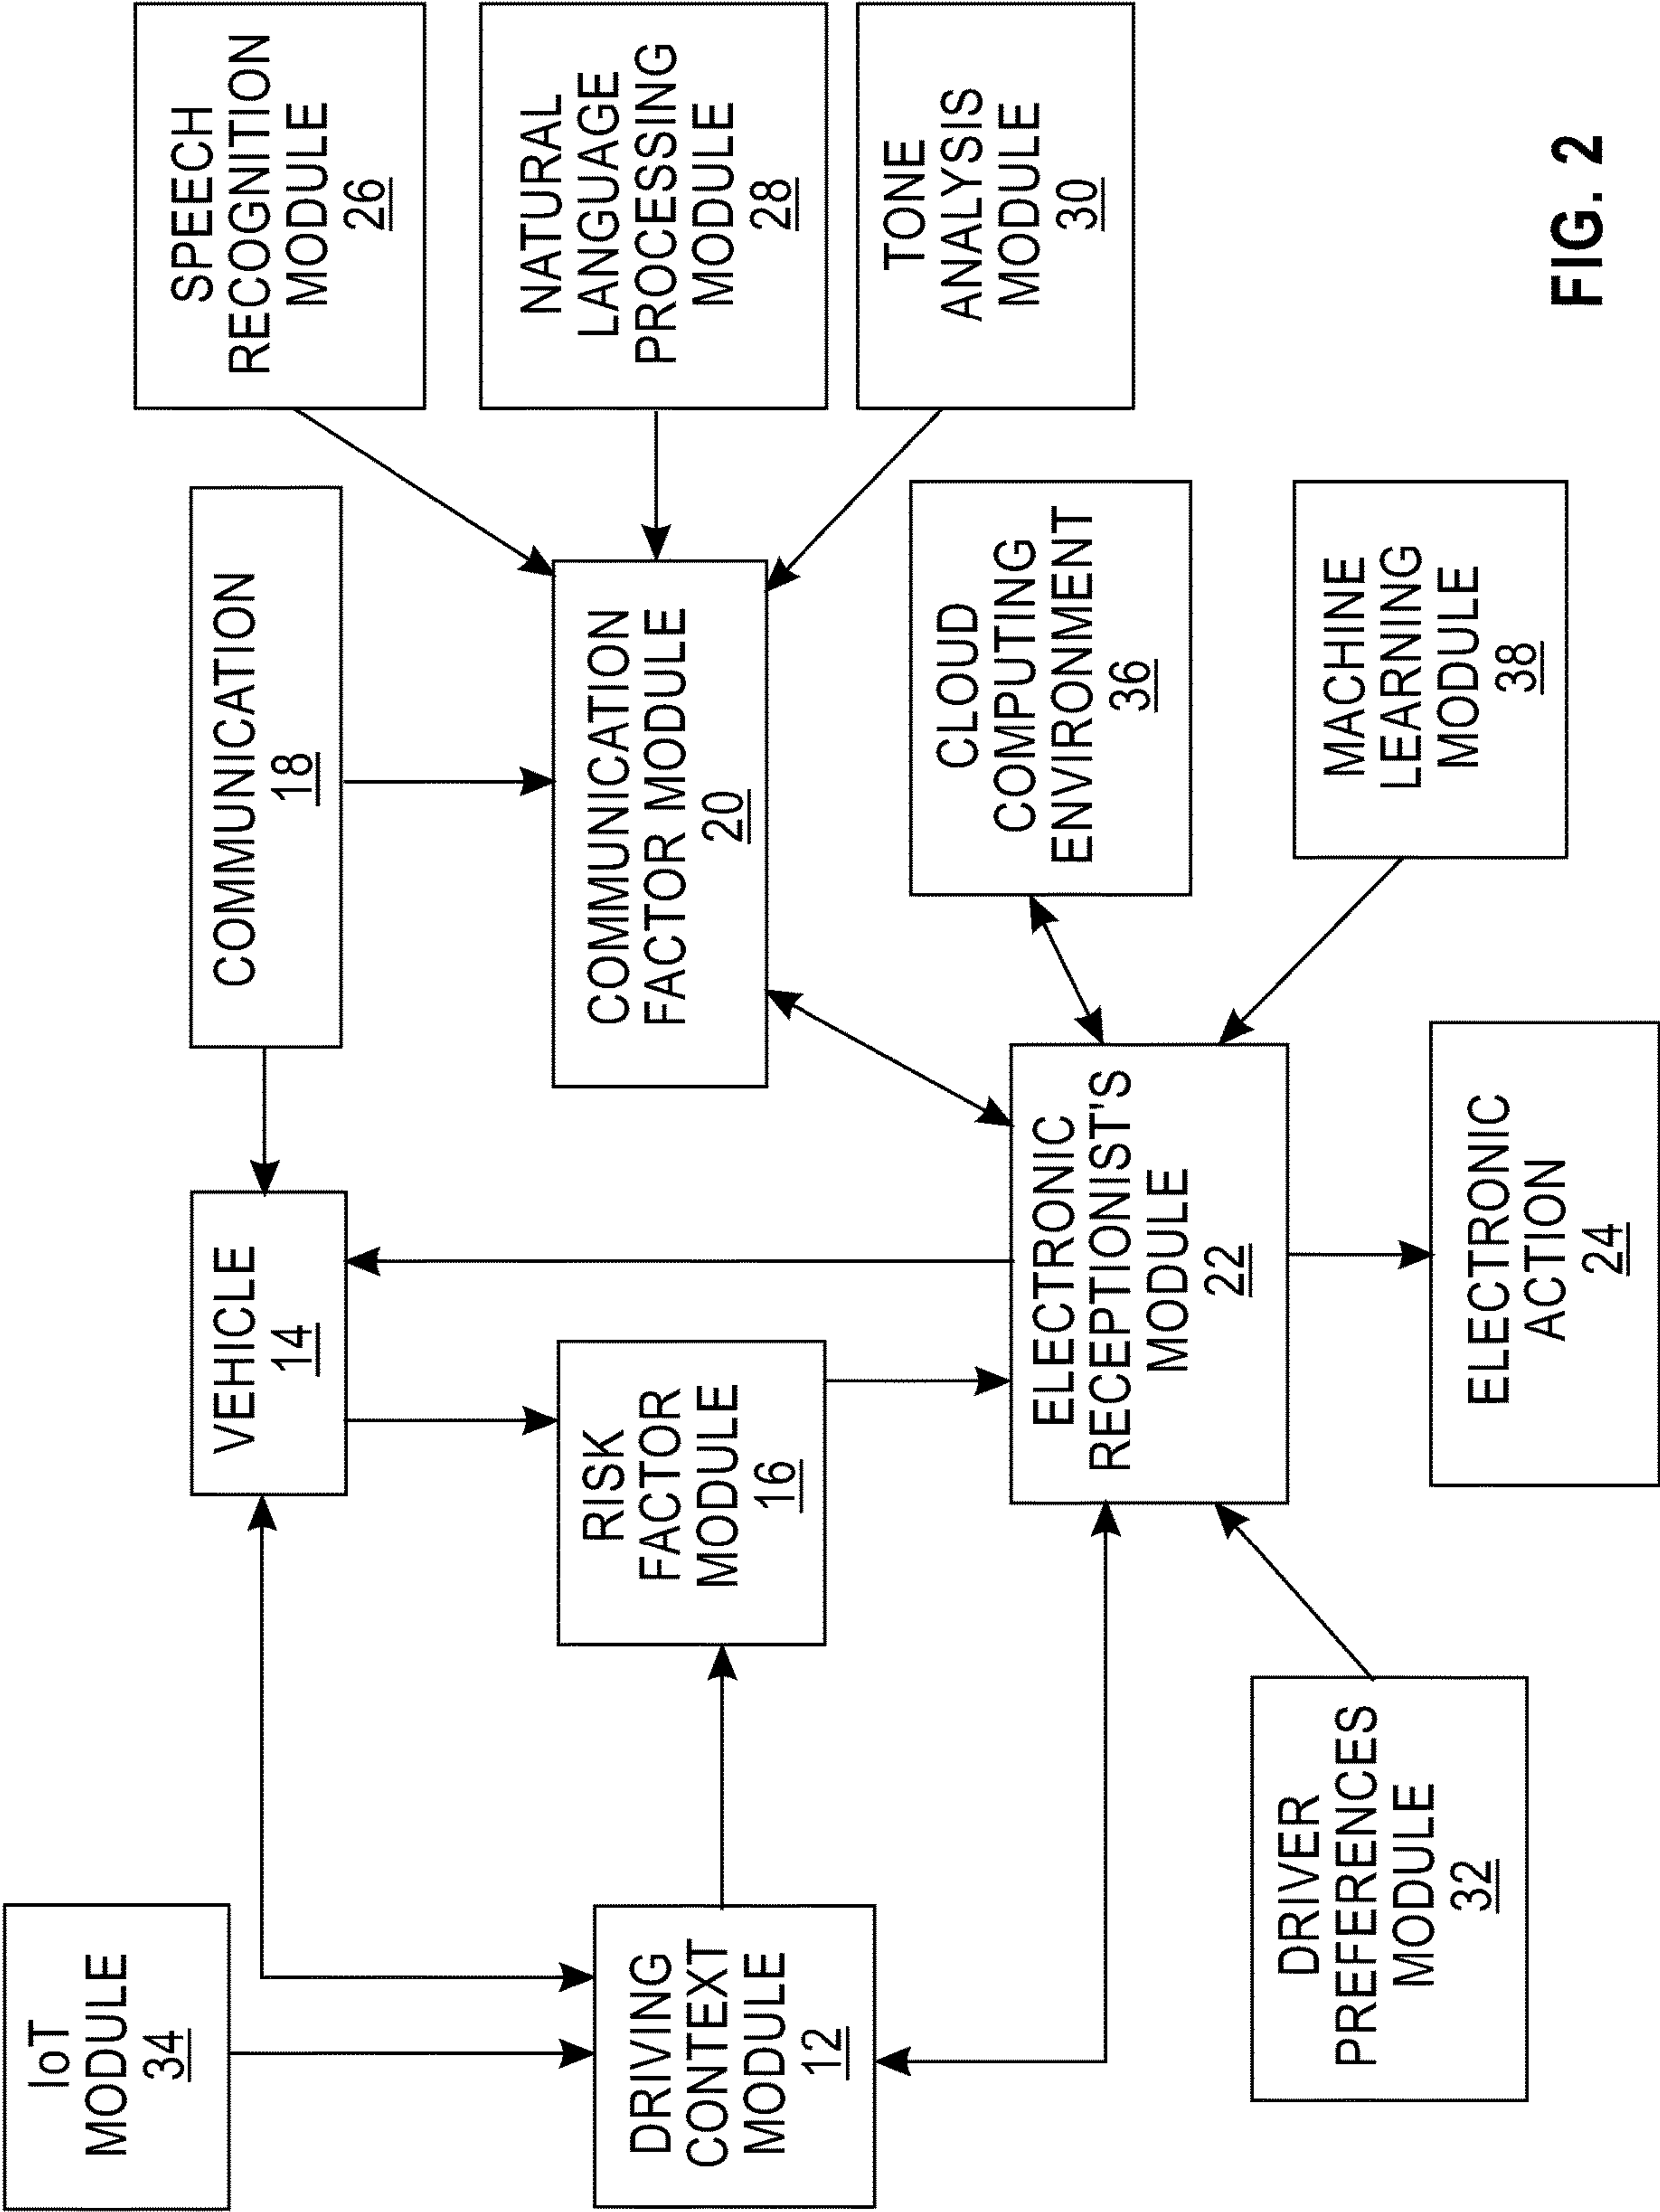 IoT
MODULE
34
VEHICLE
14
COMMUNICATION
18
SPEECH
RECOGNITION
MODULE
26
DRIVING
CONTEXT
MODULE
12
RISK
FACTOR
MODULE
16
COMMUNICATION
FACTOR MODULE
20
NATURAL
LANGUAGE
PROCESSING
MODULE
28
TONE
ANALYSIS
MODULE
30
ELECTRONIC
RECEPTIONIST'S
MODULE
22
CLOUD
COMPUTING
ENVIRONMENT
36
DRIVER
PREFERENCES
MODULE
32
MACHINE
LEARNING
MODULE
38
ELECTRONIC
ACTION
24
FIG. 2